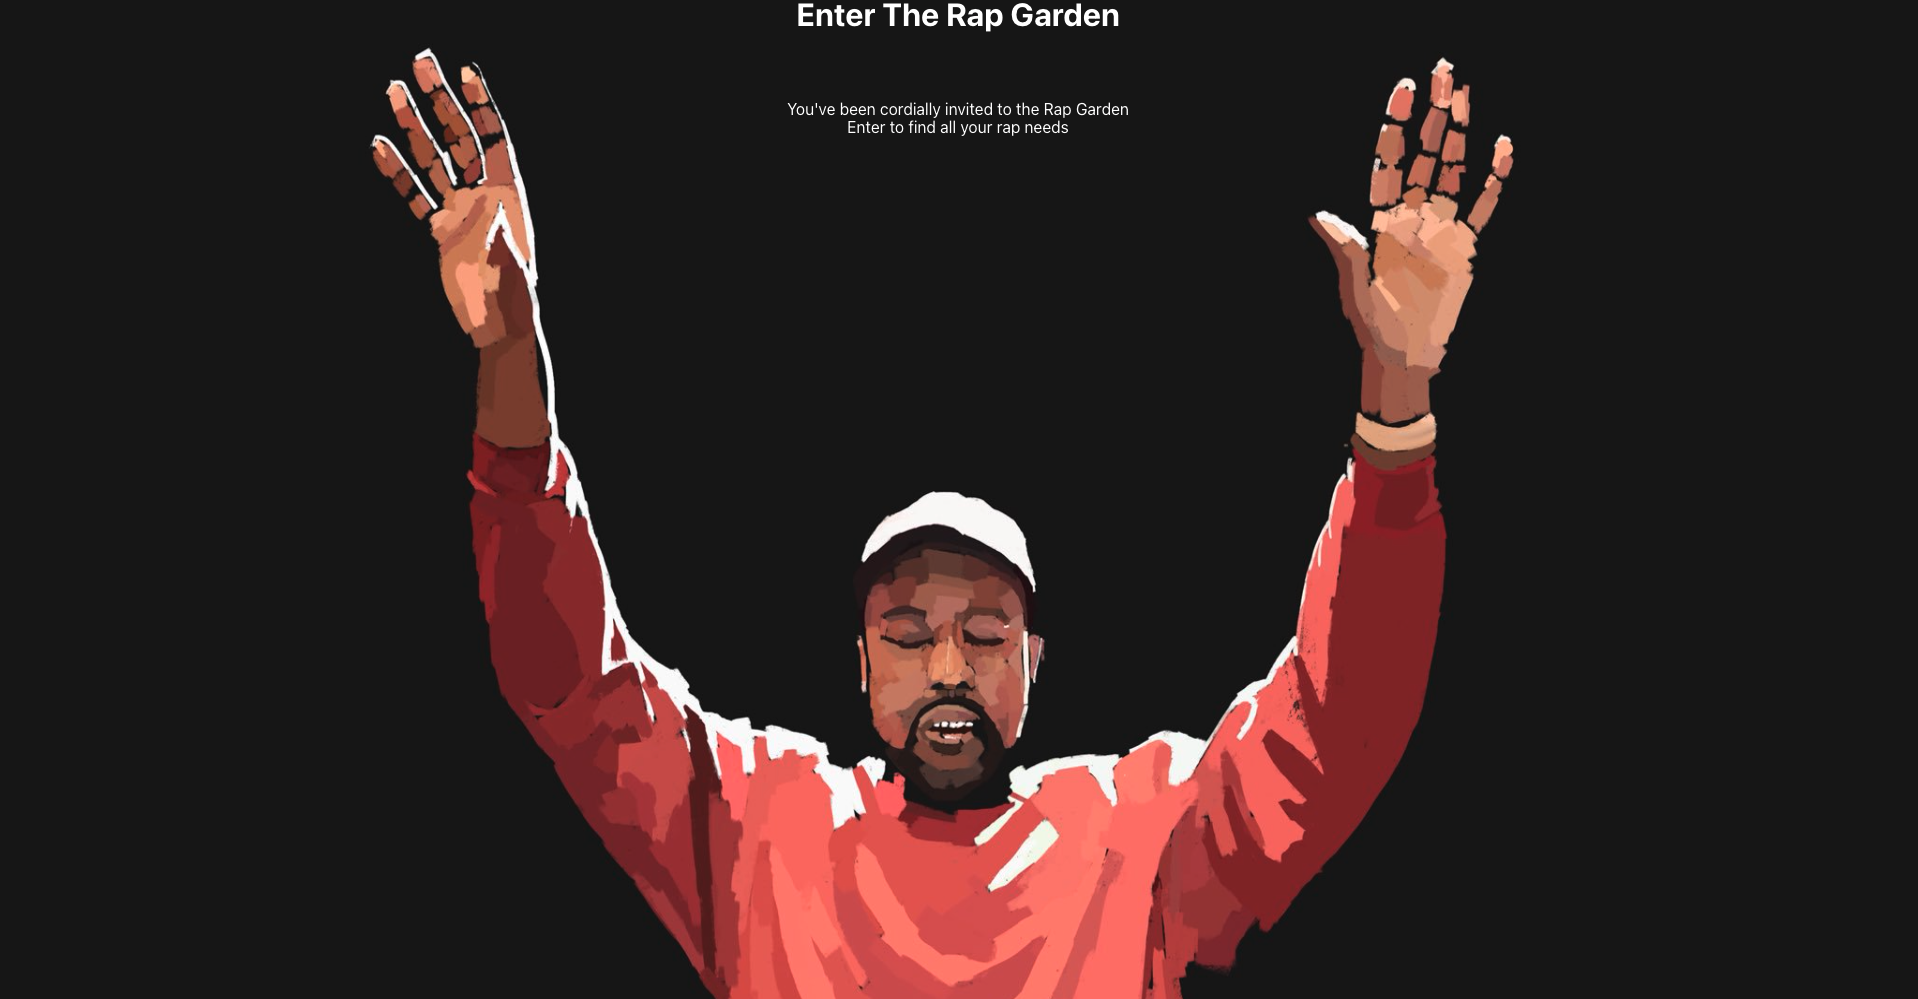 Enter The Rap Garden
You've been cordially invited to the Rap Garden
Enter to find all your rap needs